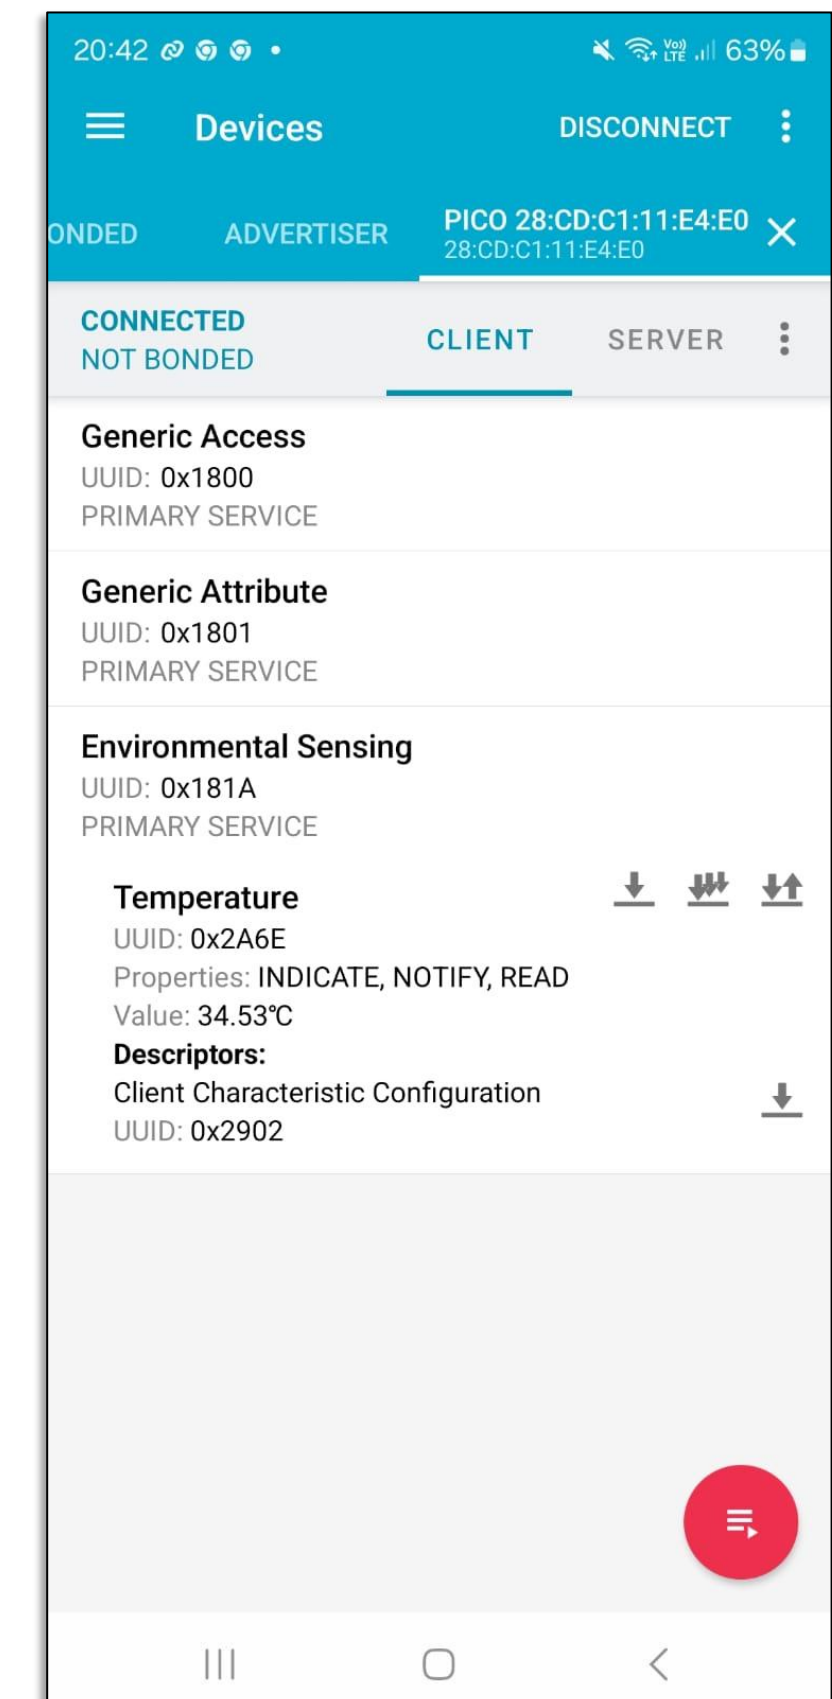 20:42 63%
Vo))
LTE
Devices DISCONNECT
ONDED ADVERTISER PICO 28:CD:C1:11:E4:E0
28:CD:C1:11:E4:E0
CONNECTED
NOT BONDED
CLIENT SERVER
Generic Access
UUID: 0x1800
PRIMARY SERVICE
Generic Attribute
UUID: 0x1801
PRIMARY SERVICE
Environmental Sensing
UUID: 0x181A
PRIMARY SERVICE
Temperature
UUID: 0x2A6E
Properties: INDICATE, NOTIFY, READ
Value: 34.53°C
Descriptors:
Client Characteristic Configuration
UUID: 0x2902